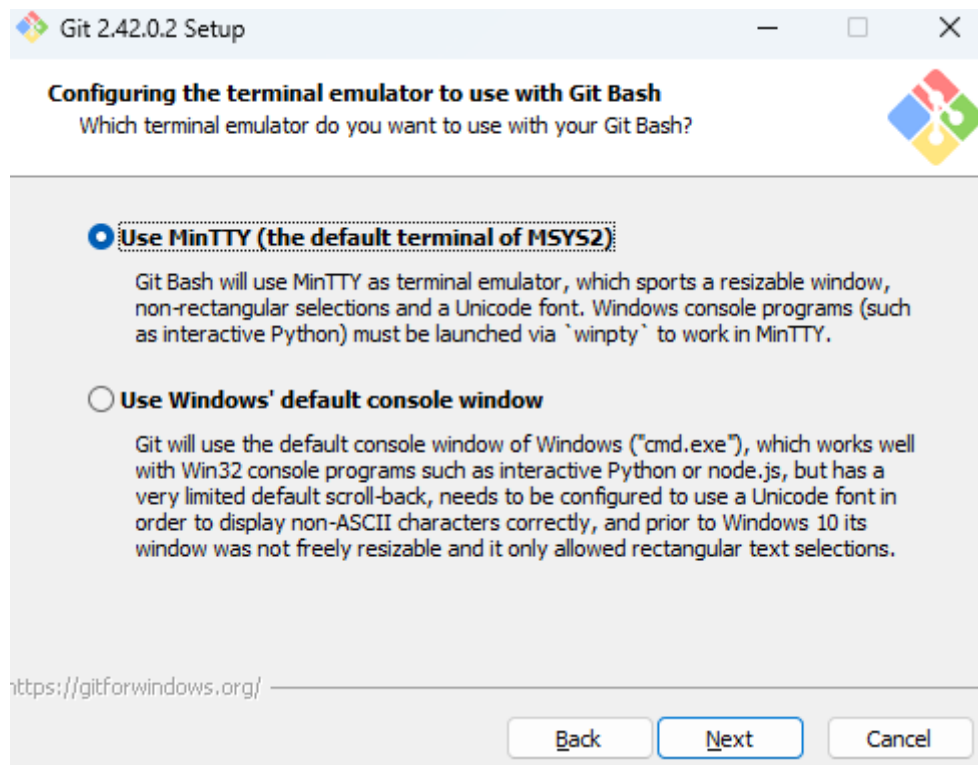 Git 2.42.0.2 Setup
Configuring the terminal emulator to use with Git Bash
Which terminal emulator do you want to use with your Git Bash?
Use MinTTY (the default terminal of MSYS2)
Git Bash will use MinTTY as terminal emulator, which sports a resizable window,
non-rectangular selections and a Unicode font. Windows console programs (such
as interactive Python) must be launched via `winpty` to work in MinTTY.
Use Windows' default console window
Git will use the default console window of Windows ("cmd.exe"), which works well
with Win32 console programs such as interactive Python or node.js, but has a
very limited default scroll-back, needs to be configured to use a Unicode font in
order to display non-ASCII characters correctly, and prior to Windows 10 its
window was not freely resizable and it only allowed rectangular text selections.
https://gitforwindows.org/
Back Next Cancel